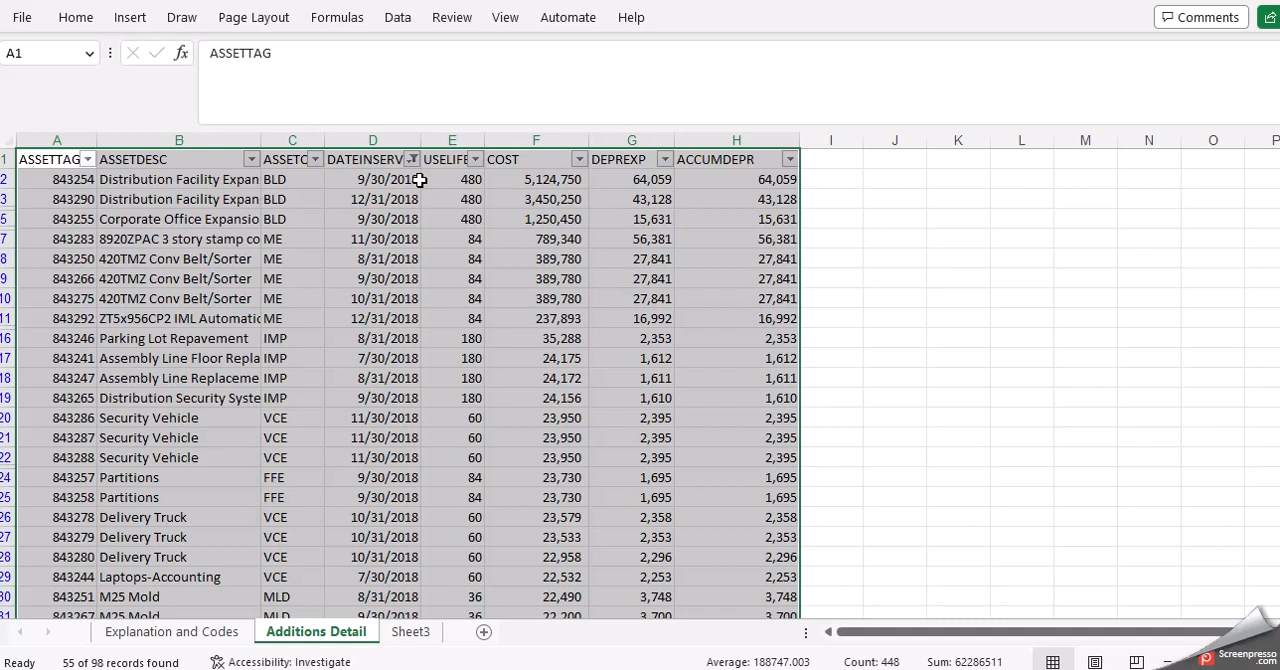 File Home Insert Draw Page Layout Formulas Data Review View Automate Help Comments
A1 fx ASSETTAG
A B C D E F G H I J K L M N O P
1 ASSETTAG ASSETDESC ASSETC DATEINSERV USELIFE COST DEPREXP ACCUMDEPR
2 843254 Distribution Facility Expan BLD 9/30/2018 480 5,124,750 64,059 64,059
3 843290 Distribution Facility Expan BLD 12/31/2018 480 3,450,250 43,128 43,128
5 843255 Corporate Office Expansio BLD 9/30/2018 480 1,250,450 15,631 15,631
7 843283 8920ZPAC 3 story stamp co ME 11/30/2018 84 789,340 56,381 56,381
8 843250 420TMZ Conv Belt/Sorter ME 8/31/2018 84 389,780 27,841 27,841
9 843266 420TMZ Conv Belt/Sorter ME 9/30/2018 84 389,780 27,841 27,841
10 843275 420TMZ Conv Belt/Sorter ME 10/31/2018 84 389,780 27,841 27,841
11 843292 ZT5x956CP2 IML Automatic ME 12/31/2018 84 237,893 16,992 16,992
16 843246 Parking Lot Repavement IMP 8/31/2018 180 35,288 2,353 2,353
17 843241 Assembly Line Floor Repla IMP 7/30/2018 180 24,175 1,612 1,612
18 843247 Assembly Line Replaceme IMP 8/31/2018 180 24,172 1,611 1,611
19 843265 Distribution Security Syste IMP 9/30/2018 180 24,156 1,610 1,610
20 843286 Security Vehicle VCE 11/30/2018 60 23,950 2,395 2,395
21 843287 Security Vehicle VCE 11/30/2018 60 23,950 2,395 2,395
22 843288 Security Vehicle VCE 11/30/2018 60 23,950 2,395 2,395
24 843257 Partitions FFE 9/30/2018 84 23,730 1,695 1,695
25 843258 Partitions FFE 9/30/2018 84 23,730 1,695 1,695
26 843278 Delivery Truck VCE 10/31/2018 60 23,579 2,358 2,358
27 843279 Delivery Truck VCE 10/31/2018 60 23,533 2,353 2,353
28 843280 Delivery Truck VCE 10/31/2018 60 22,958 2,296 2,296
29 843244 Laptops-Accounting VCE 7/30/2018 60 22,532 2,253 2,253
30 843251 M25 Mold MLD 8/31/2018 36 22,490 3,748 3,748
31 843267 M25 Mold MLD 9/30/2018 36 22,200 3,700 3,700
Explanation and Codes Additions Detail Sheet3
Ready 55 of 98 records found Accessibility: Investigate Average: 188747.003 Count: 448 Sum: 62286511
Screenpresso
.com